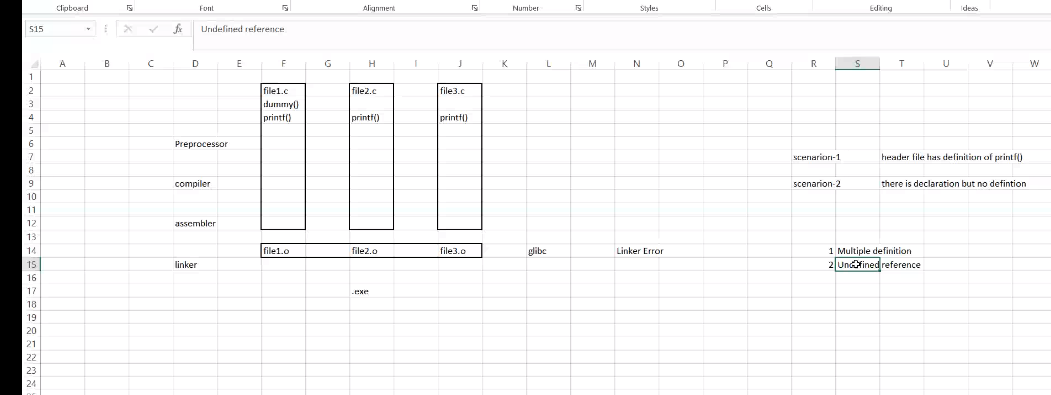 Clipboard Font Alignment Number Styles Cells Editing Ideas
S15 fx Undefined reference
A B C D E F G H I J K L M N O P Q R S T U V W
1
2 file1.c file2.c file3.c
3 dummy()
4 printf() printf() printf()
5
6 Preprocessor
7 scenarion-1 header file has definition of printf()
8
9 compiler scenarion-2 there is declaration but no defintion
10
11
12 assembler
13
14 file1.o file2.o file3.o glibc Linker Error 1 Multiple definition
15 linker 2 Undefined reference
16
17 .exe
18
19
20
21
22
23
24